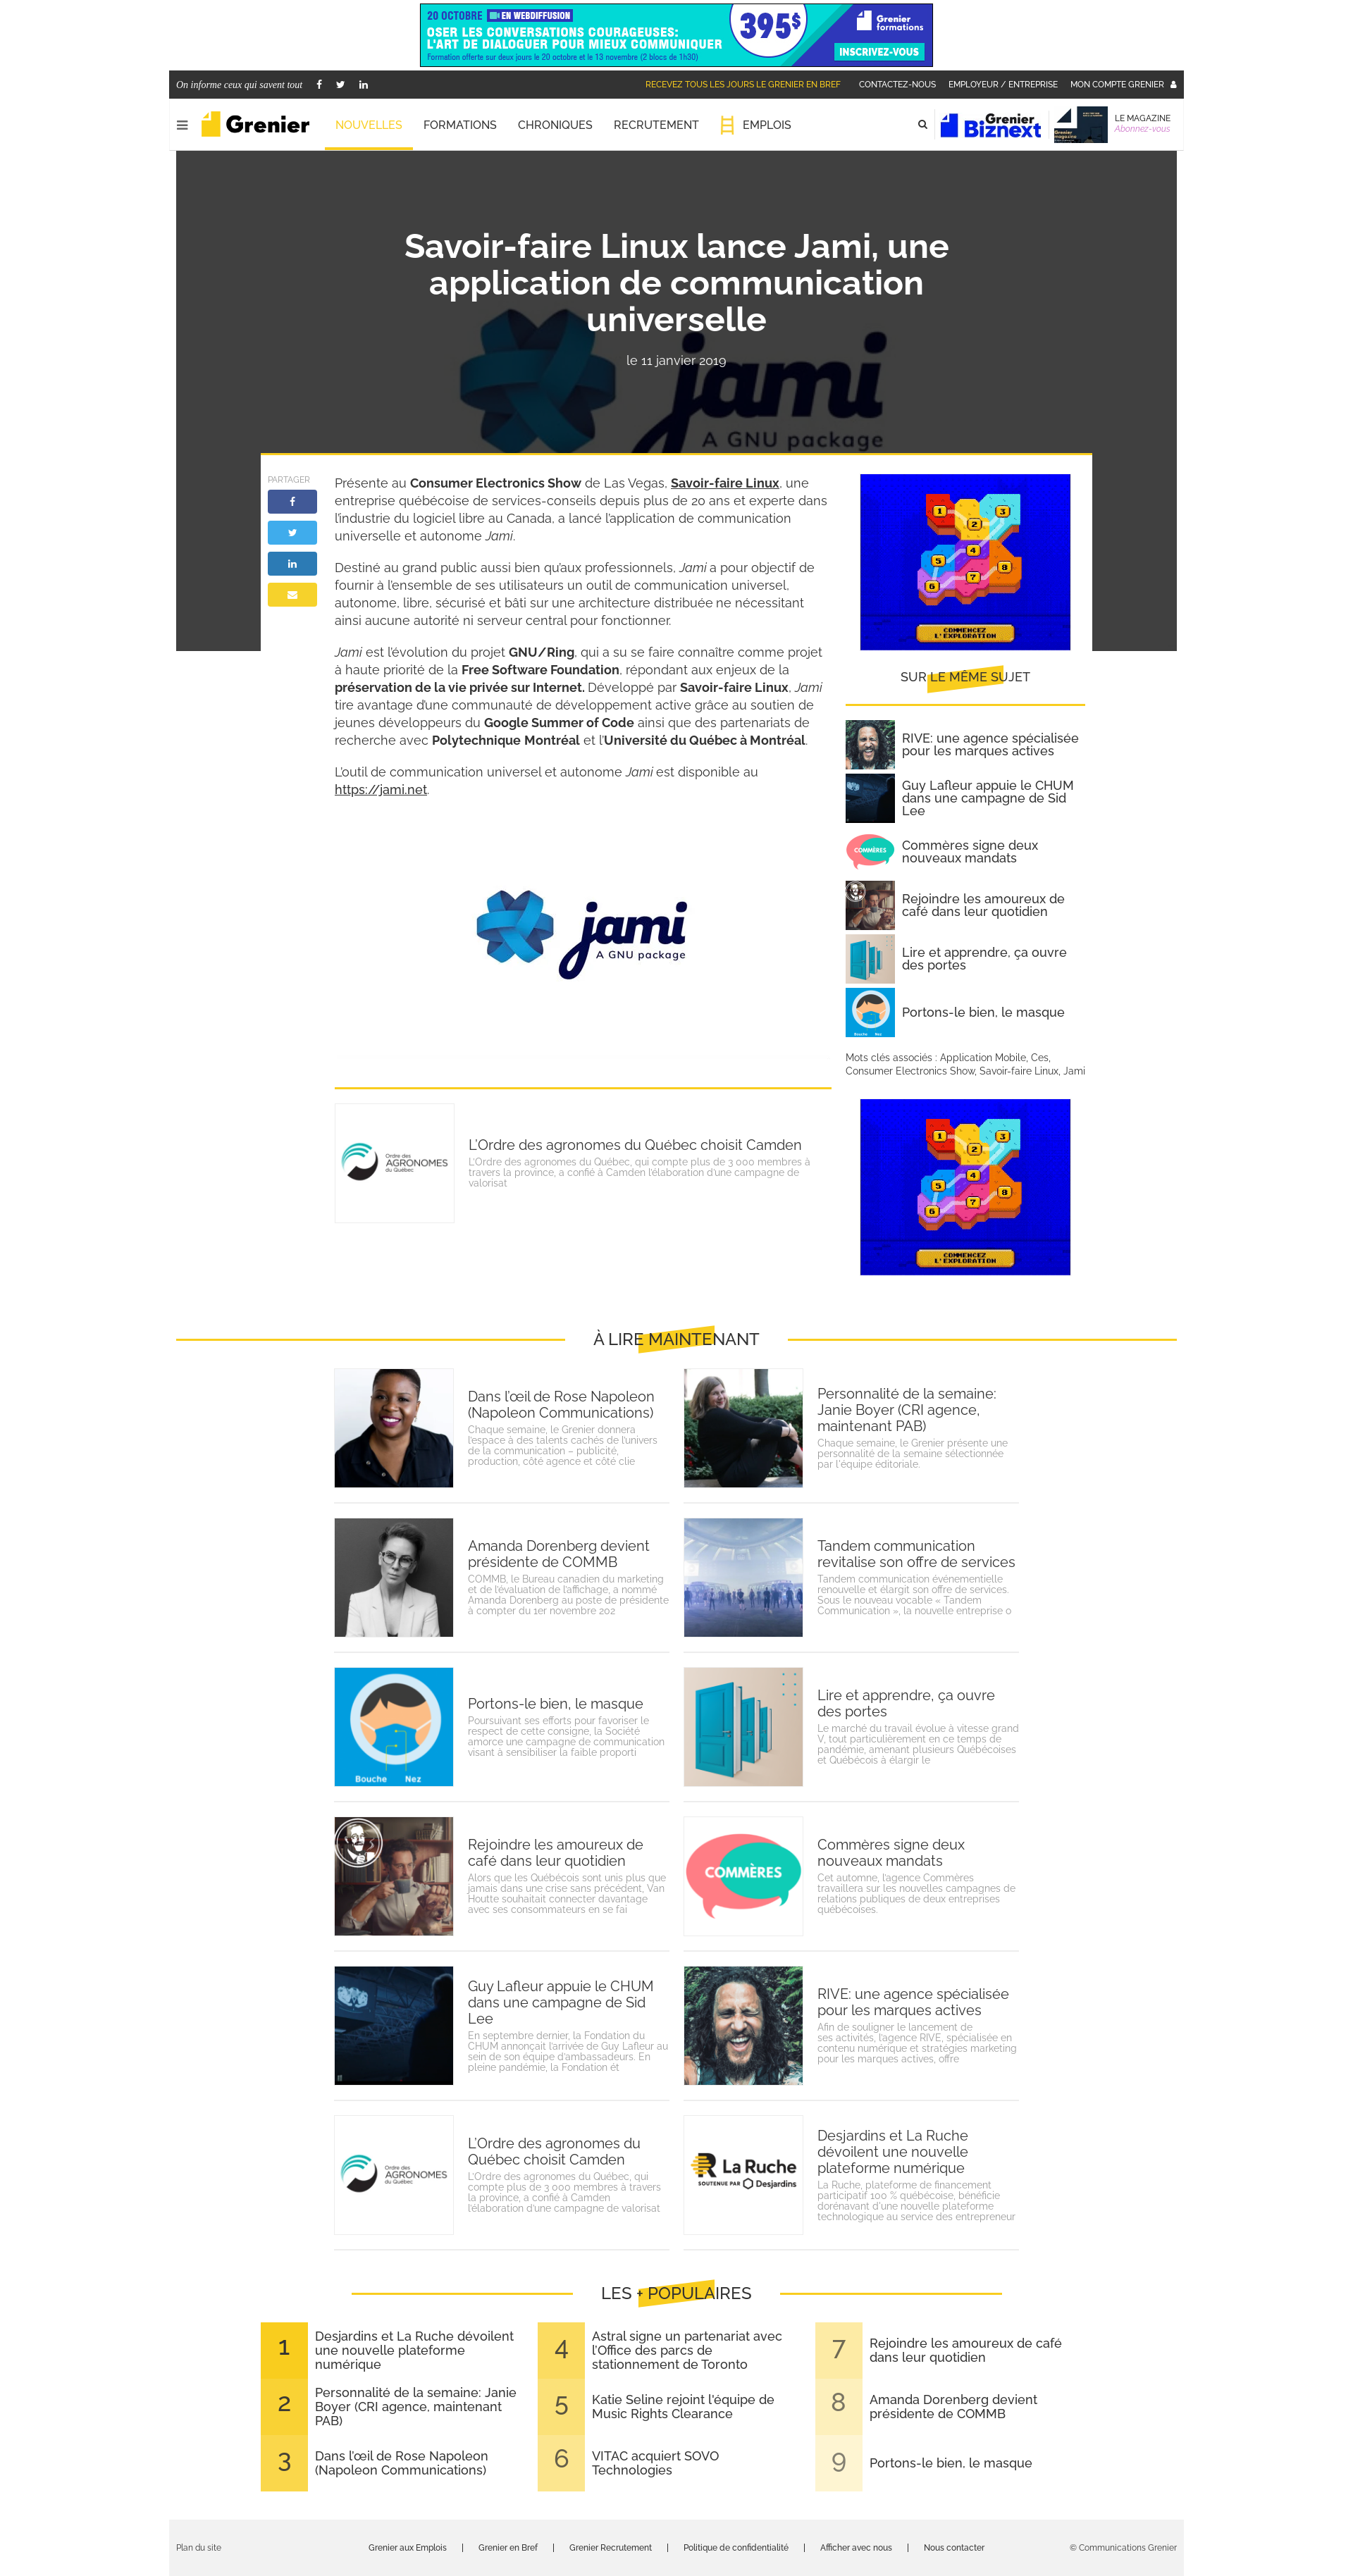 20 OCTOBRE EN WEBDIFFUSION
OSER LES CONVERSATIONS COURAGEUSES:
L'ART DE DIALOGUER POUR MIEUX COMMUNIQUER
Formation offerte sur deux jours le 20 octobre et le 13 novembre (2 blocs de 1h30)
395$
Grenier
formations
INSCRIVEZ-VOUS
On informe ceux qui savent tout
RECEVEZ TOUS LES JOURS LE GRENIER EN BREF CONTACTEZ-NOUS EMPLOYEUR / ENTREPRISE MON COMPTE GRENIER
Grenier NOUVELLES FORMATIONS CHRONIQUES RECRUTEMENT EMPLOIS
Grenier
Biznext
LE MAGAZINE
Abonnez-vous
Savoir-faire Linux lance Jami, une
application de communication
universelle
le 11 janvier 2019
jami
A GNU package
PARTAGER
Présente au Consumer Electronics Show de Las Vegas, Savoir-faire Linux, une
entreprise québécoise de services-conseils depuis plus de 20 ans et experte dans
l'industrie du logiciel libre au Canada, a lancé l'application de communication
universelle et autonome Jami.
Destiné au grand public aussi bien qu'aux professionnels, Jami a pour objectif de
fournir à l'ensemble de ses utilisateurs un outil de communication universel,
autonome, libre, sécurisé et bâti sur une architecture distribuée ne nécessitant
ainsi aucune autorité ni serveur central pour fonctionner.
Jami est l'évolution du projet GNU/Ring, qui a su se faire connaître comme projet
à haute priorité de la Free Software Foundation, répondant aux enjeux de la
préservation de la vie privée sur Internet. Développé par Savoir-faire Linux, Jami
tire avantage d'une communauté de développement active grâce au soutien de
jeunes développeurs du Google Summer of Code ainsi que des partenariats de
recherche avec Polytechnique Montréal et l'Université du Québec à Montréal.
L'outil de communication universel et autonome Jami est disponible au
https://jami.net.
jami
A GNU package
L'Ordre des agronomes du Québec choisit Camden
L'Ordre des agronomes du Québec, qui compte plus de 3 000 membres à
travers la province, a confié à Camden l'élaboration d'une campagne de
valorisat
Ordre des
AGRONOMES
du Québec
1 2 3 4 5 6 7 8
COMMENCEZ
L'EXPLORATION
SUR LE MÊME SUJET
RIVE: une agence spécialisée
pour les marques actives
Guy Lafleur appuie le CHUM
dans une campagne de Sid
Lee
COMMÈRES
Commères signe deux
nouveaux mandats
Rejoindre les amoureux de
café dans leur quotidien
Lire et apprendre, ça ouvre
des portes
Bouche Nez
Portons-le bien, le masque
Mots clés associés : Application Mobile, Ces,
Consumer Electronics Show, Savoir-faire Linux, Jami
1 2 3 4 5 6 7 8
COMMENCEZ
L'EXPLORATION
À LIRE MAINTENANT
Dans l'œil de Rose Napoleon
(Napoleon Communications)
Chaque semaine, le Grenier donnera
l'espace à des talents cachés de l'univers
de la communication – publicité,
production, côté agence et côté clie
Personnalité de la semaine:
Janie Boyer (CRI agence,
maintenant PAB)
Chaque semaine, le Grenier présente une
personnalité de la semaine sélectionnée
par l'équipe éditoriale.
Amanda Dorenberg devient
présidente de COMMB
COMMB, le Bureau canadien du marketing
et de l'évaluation de l'affichage, a nommé
Amanda Dorenberg au poste de présidente
à compter du 1er novembre 202
Tandem communication
revitalise son offre de services
Tandem communication événementielle
renouvelle et élargit son offre de services.
Sous le nouveau vocable « Tandem
Communication », la nouvelle entreprise o
Bouche Nez
Portons-le bien, le masque
Poursuivant ses efforts pour favoriser le
respect de cette consigne, la Société
amorce une campagne de communication
visant à sensibiliser la faible proporti
Lire et apprendre, ça ouvre
des portes
Le marché du travail évolue à vitesse grand
V, tout particulièrement en ce temps de
pandémie, amenant plusieurs Québécoises
et Québécois à élargir le
Rejoindre les amoureux de
café dans leur quotidien
Alors que les Québécois sont unis plus que
jamais dans une crise sans précédent, Van
Houtte souhaitait connecter davantage
avec ses consommateurs en se fai
COMMÈRES
Commères signe deux
nouveaux mandats
Cet automne, l'agence Commères
travaillera sur les nouvelles campagnes de
relations publiques de deux entreprises
québécoises.
Guy Lafleur appuie le CHUM
dans une campagne de Sid
Lee
En septembre dernier, la Fondation du
CHUM annonçait l'arrivée de Guy Lafleur au
sein de son équipe d'ambassadeurs. En
pleine pandémie, la Fondation ét
RIVE: une agence spécialisée
pour les marques actives
Afin de souligner le lancement de
ses activités, l'agence RIVE, spécialisée en
contenu numérique et stratégies marketing
pour les marques actives, offre
Ordre des
AGRONOMES
du Québec
L'Ordre des agronomes du
Québec choisit Camden
L'Ordre des agronomes du Québec, qui
compte plus de 3 000 membres à travers
la province, a confié à Camden
l'élaboration d'une campagne de valorisat
La Ruche
SOUTENUE PAR Desjardins
Desjardins et La Ruche
dévoilent une nouvelle
plateforme numérique
La Ruche, plateforme de financement
participatif 100 % québécoise, bénéficie
dorénavant d'une nouvelle plateforme
technologique au service des entrepreneur
LES + POPULAIRES
1 Desjardins et La Ruche dévoilent
une nouvelle plateforme
numérique
2 Personnalité de la semaine: Janie
Boyer (CRI agence, maintenant
PAB)
3 Dans l'œil de Rose Napoleon
(Napoleon Communications)
4 Astral signe un partenariat avec
l'Office des parcs de
stationnement de Toronto
5 Katie Seline rejoint l'équipe de
Music Rights Clearance
6 VITAC acquiert SOVO
Technologies
7 Rejoindre les amoureux de café
dans leur quotidien
8 Amanda Dorenberg devient
présidente de COMMB
9 Portons-le bien, le masque
Plan du site Grenier aux Emplois | Grenier en Bref | Grenier Recrutement | Politique de confidentialité | Afficher avec nous | Nous contacter © Communications Grenier